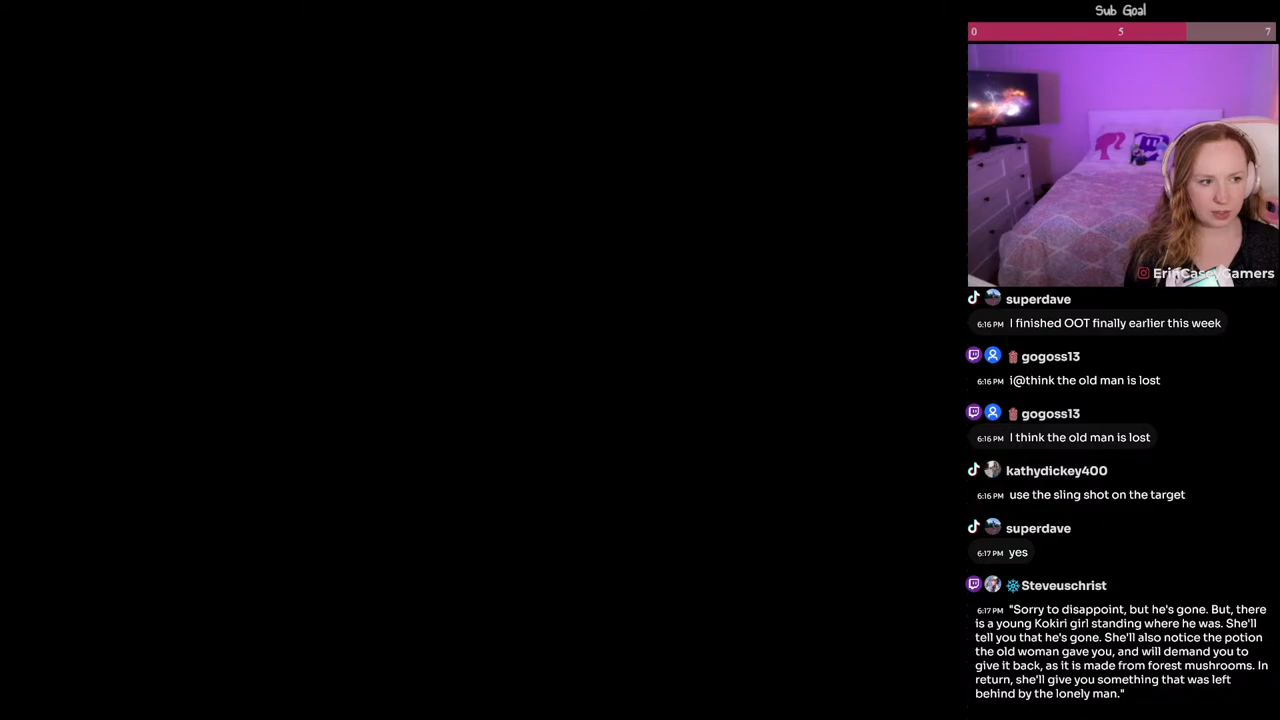 Sub Goal
0 5 7
ErinCaseyGamers
superdave
6:16 PM I finished OOT finally earlier this week
gogoss13
6:16 PM i@think the old man is lost
gogoss13
6:16 PM I think the old man is lost
kathydickey400
6:16 PM use the sling shot on the target
superdave
6:17 PM yes
Steveuschrist
6:17 PM "Sorry to disappoint, but he's gone. But, there
is a young Kokiri girl standing where he was. She'll
tell you that he's gone. She'll also notice the potion
the old woman gave you, and will demand you to
give it back, as it is made from forest mushrooms. In
return, she'll give you something that was left
behind by the lonely man."